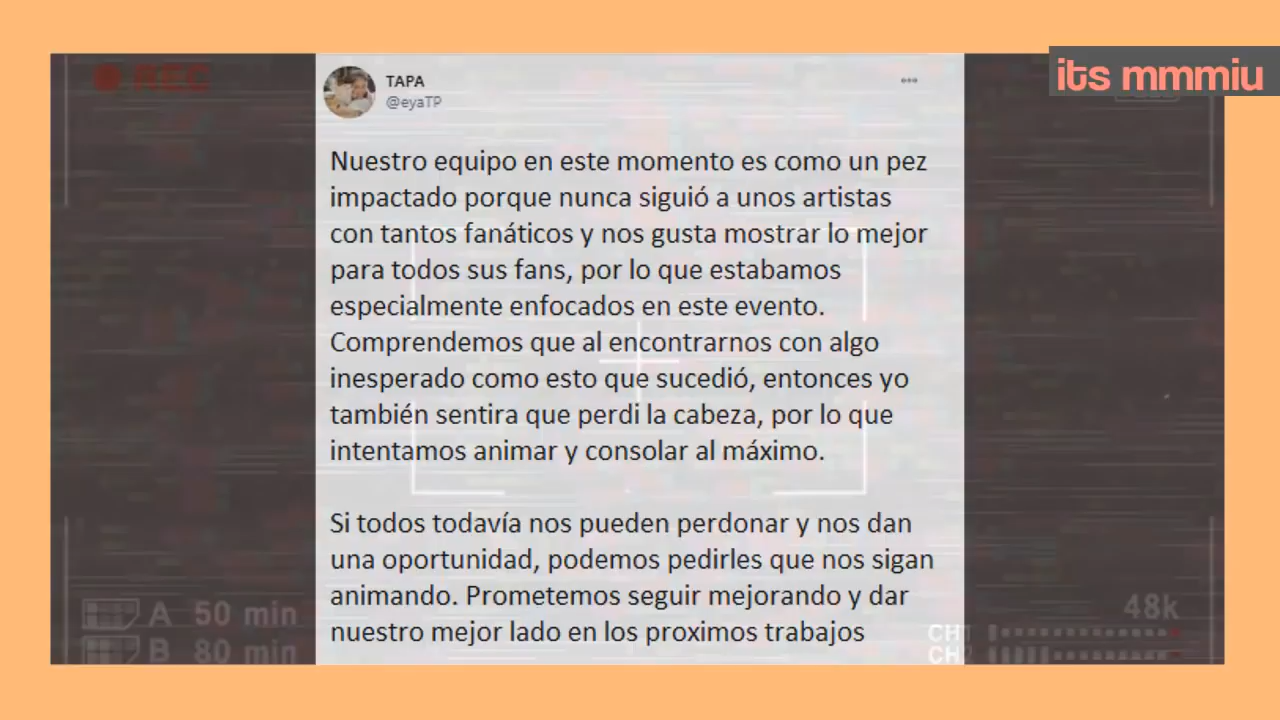 its mmmiu
REC
TAPA
@eyaTP
Nuestro equipo en este momento es como un pez
impactado porque nunca siguió a unos artistas
con tantos fanáticos y nos gusta mostrar lo mejor
para todos sus fans, por lo que estabamos
especialmente enfocados en este evento.
Comprendemos que al encontrarnos con algo
inesperado como esto que sucedió, entonces yo
también sentira que perdi la cabeza, por lo que
intentamos animar y consolar al máximo.
Si todos todavía nos pueden perdonar y nos dan
una oportunidad, podemos pedirles que nos sigan
animando. Prometemos seguir mejorando y dar
nuestro mejor lado en los proximos trabajos
A 50 min
B 80 min
48k
CH1
CH2